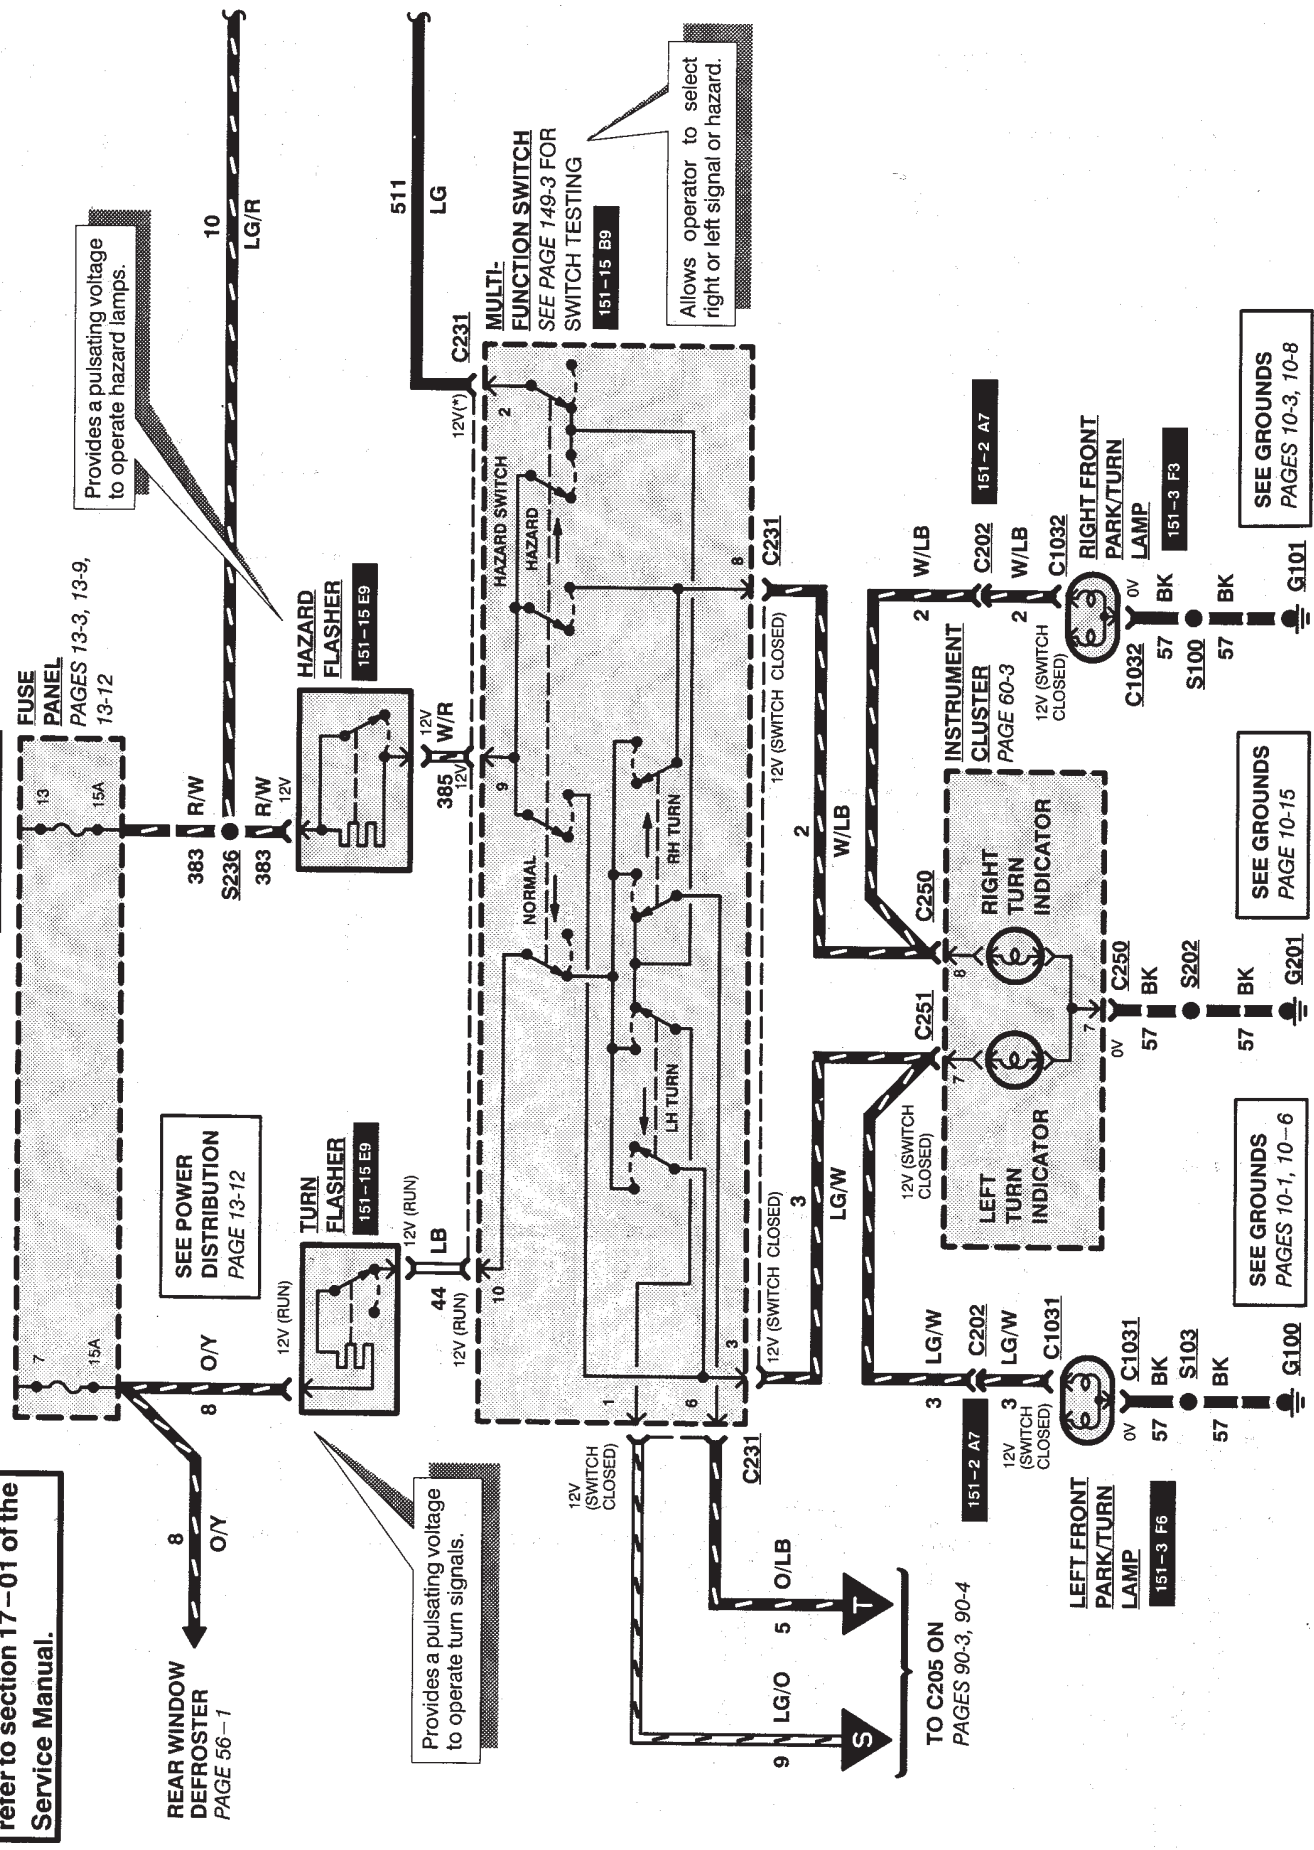 refer to section 17–01 of the
Service Manual.
FUSE
PANEL
PAGES 13-3, 13-9,
13-12
7
15A
13
15A
Provides a pulsating voltage
to operate hazard lamps.
10
LG/R
511
LG
383
R/W
S236
383
R/W
12V
HAZARD
FLASHER
151–15 E9
8
O/Y
8
O/Y
REAR WINDOW
DEFROSTER
PAGE 56–1
SEE POWER
DISTRIBUTION
PAGE 13-12
12V (RUN)
TURN
FLASHER
151–15 E9
12V (RUN)
44
LB
12V (RUN)
Provides a pulsating voltage
to operate turn signals.
12V
385
W/R
12V
12V(*)
C231
MULTI-
FUNCTION SWITCH
SEE PAGE 149-3 FOR
SWITCH TESTING
151–15 B9
Allows operator to select
right or left signal or hazard.
10
9
2
HAZARD SWITCH
NORMAL
HAZARD
LH TURN
RH TURN
1
6
3
8
C231
12V
(SWITCH
CLOSED)
C231
12V (SWITCH CLOSED)
12V (SWITCH CLOSED)
3
LG/W
2
W/LB
9
LG/O
5
O/LB
S
T
TO C205 ON
PAGES 90-3, 90-4
12V (SWITCH
CLOSED)
C251
C250
INSTRUMENT
CLUSTER
PAGE 60-3
7
8
LEFT
TURN
INDICATOR
RIGHT
TURN
INDICATOR
7
0V
C250
57
BK
S202
57
BK
G201
SEE GROUNDS
PAGE 10-15
3
LG/W
151–2 A7
C202
3
LG/W
12V
(SWITCH
CLOSED)
C1031
LEFT FRONT
PARK/TURN
LAMP
151–3 F6
0V
C1031
57
BK
S103
57
BK
G100
SEE GROUNDS
PAGES 10-1, 10–6
2
W/LB
C202
151–2 A7
2
W/LB
12V (SWITCH
CLOSED)
C1032
RIGHT FRONT
PARK/TURN
LAMP
151–3 F3
C1032
0V
57
BK
S100
57
BK
G101
SEE GROUNDS
PAGES 10-3, 10-8